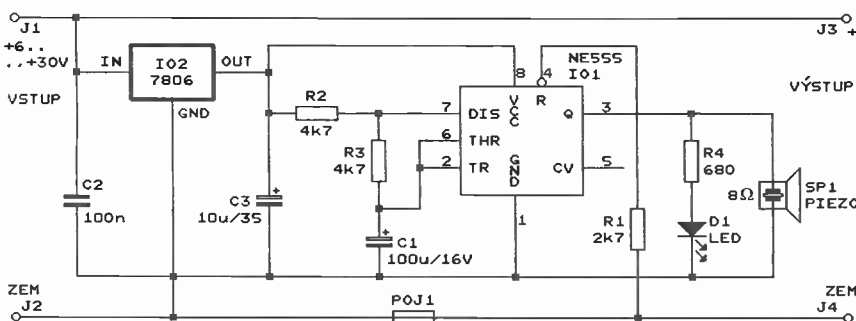 J1
J3
+6..
..+30V
+
IN
IO2
7806
OUT
GND
VSTUP
VÝSTUP
NE555
IO1
8
4
R2
4k7
7
DIS
VCC
R
Q
3
6
THR
2
TR
GND
CV
5
1
R3
4k7
R4
680
C2
100n
C3
10u/35
+
+
C1
100u/16V
R1
2k7
8Ω
SP1
PIEZO
D1
LED
ZEM
J2
POJ1
ZEM
J4